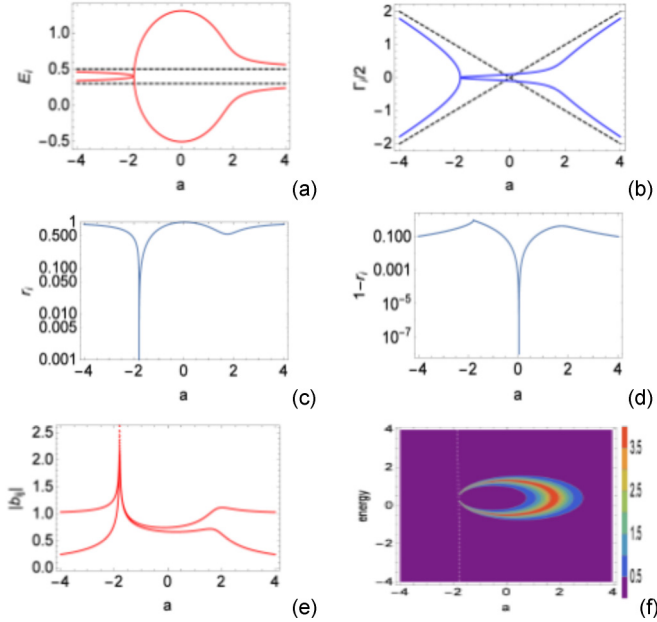 1.0
0.5
0.0
−0.5
E_i
−4 −2 0 2 4
a
(a)
2
1
0
−1
−2
Γ_i/2
−4 −2 0 2 4
a
(b)
1
0.500
0.100
0.050
0.010
0.005
0.001
r_i
−4 −2 0 2 4
a
(c)
0.100
0.001
10^−5
10^−7
1−r_i
−4 −2 0 2 4
a
(d)
2.5
2.0
1.5
1.0
0.5
0.0
|b_ij|
−4 −2 0 2 4
a
(e)
4
2
0
−2
−4
energy
−4 −2 0 2 4
a
3.5
2.5
1.5
0.5
(f)